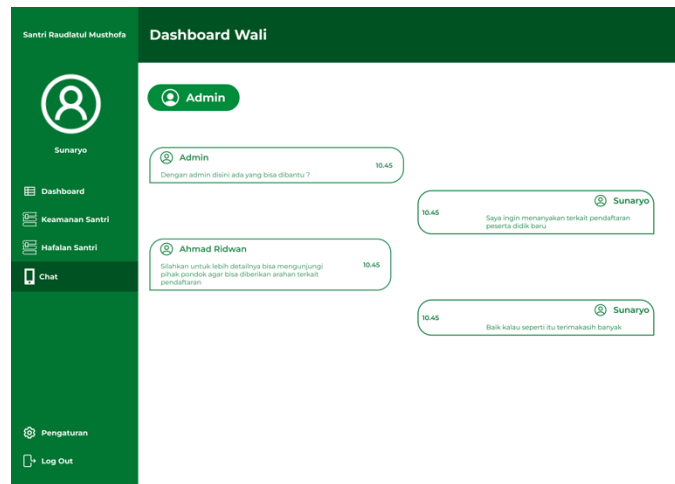 Santri Raudlatul Musthofa
Dashboard Wali
Sunaryo
Dashboard
Keamanan Santri
Hafalan Santri
Chat
Pengaturan
Log Out
Admin
Admin
10.45
Dengan admin disini ada yang bisa dibantu ?
Sunaryo
10.45
Saya ingin menanyakan terkait pendaftaran
peserta didik baru
Ahmad Ridwan
Silahkan untuk lebih detailnya bisa mengunjungi
10.45
pihak pondok agar bisa diberikan arahan terkait
pendaftaran
Sunaryo
10.45
Baik kalau seperti itu terimakasih banyak